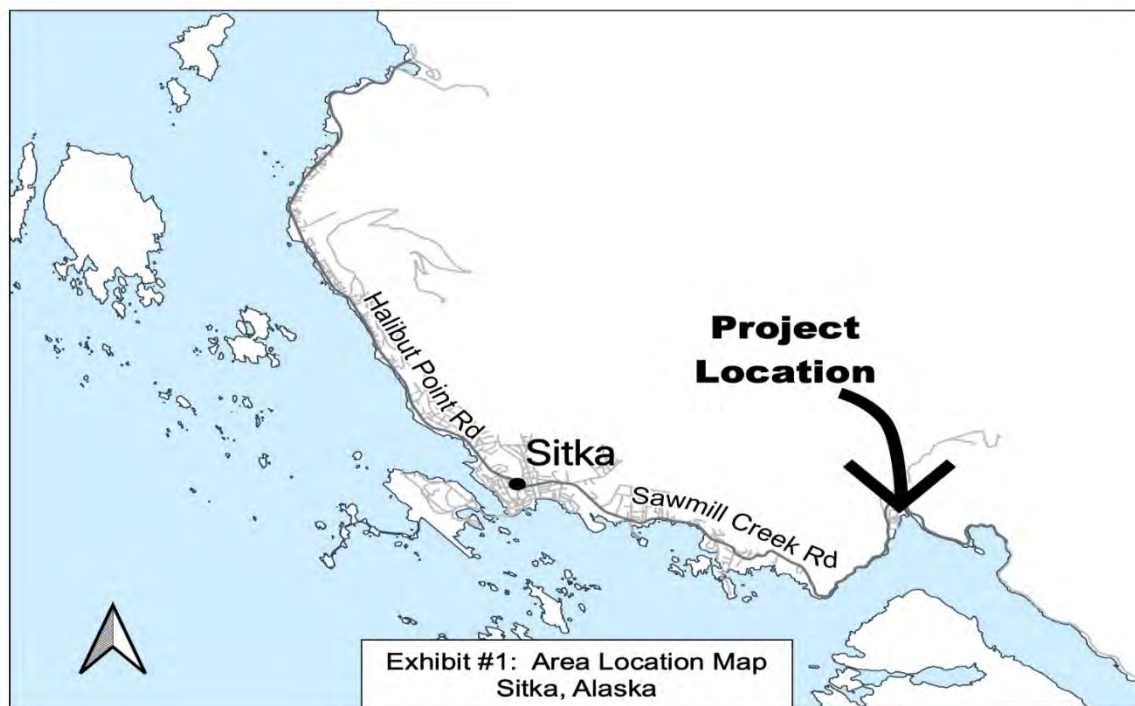 Halibut Point Rd
Project
Location
Sitka
Sawmill Creek Rd
Exhibit #1: Area Location Map
Sitka, Alaska